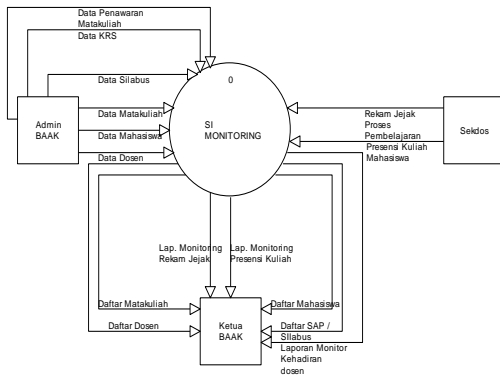 Data Penawaran
Matakuliah
Data KRS
Data Silabus
0
Admin
BAAK
Data Matakuliah
Data Mahasiswa
Data Dosen
SI
MONITORING
Rekam Jejak
Proses
Pembelajaran
Presensi Kuliah
Mahasiswa
Sekdos
Lap. Monitoring
Rekam Jejak
Lap. Monitoring
Presensi Kuliah
Daftar Matakuliah
Daftar Dosen
Ketua
BAAK
Daftar Mahasiswa
Daftar SAP /
SIlabus
Laporan Monitor
Kehadiran
dosen